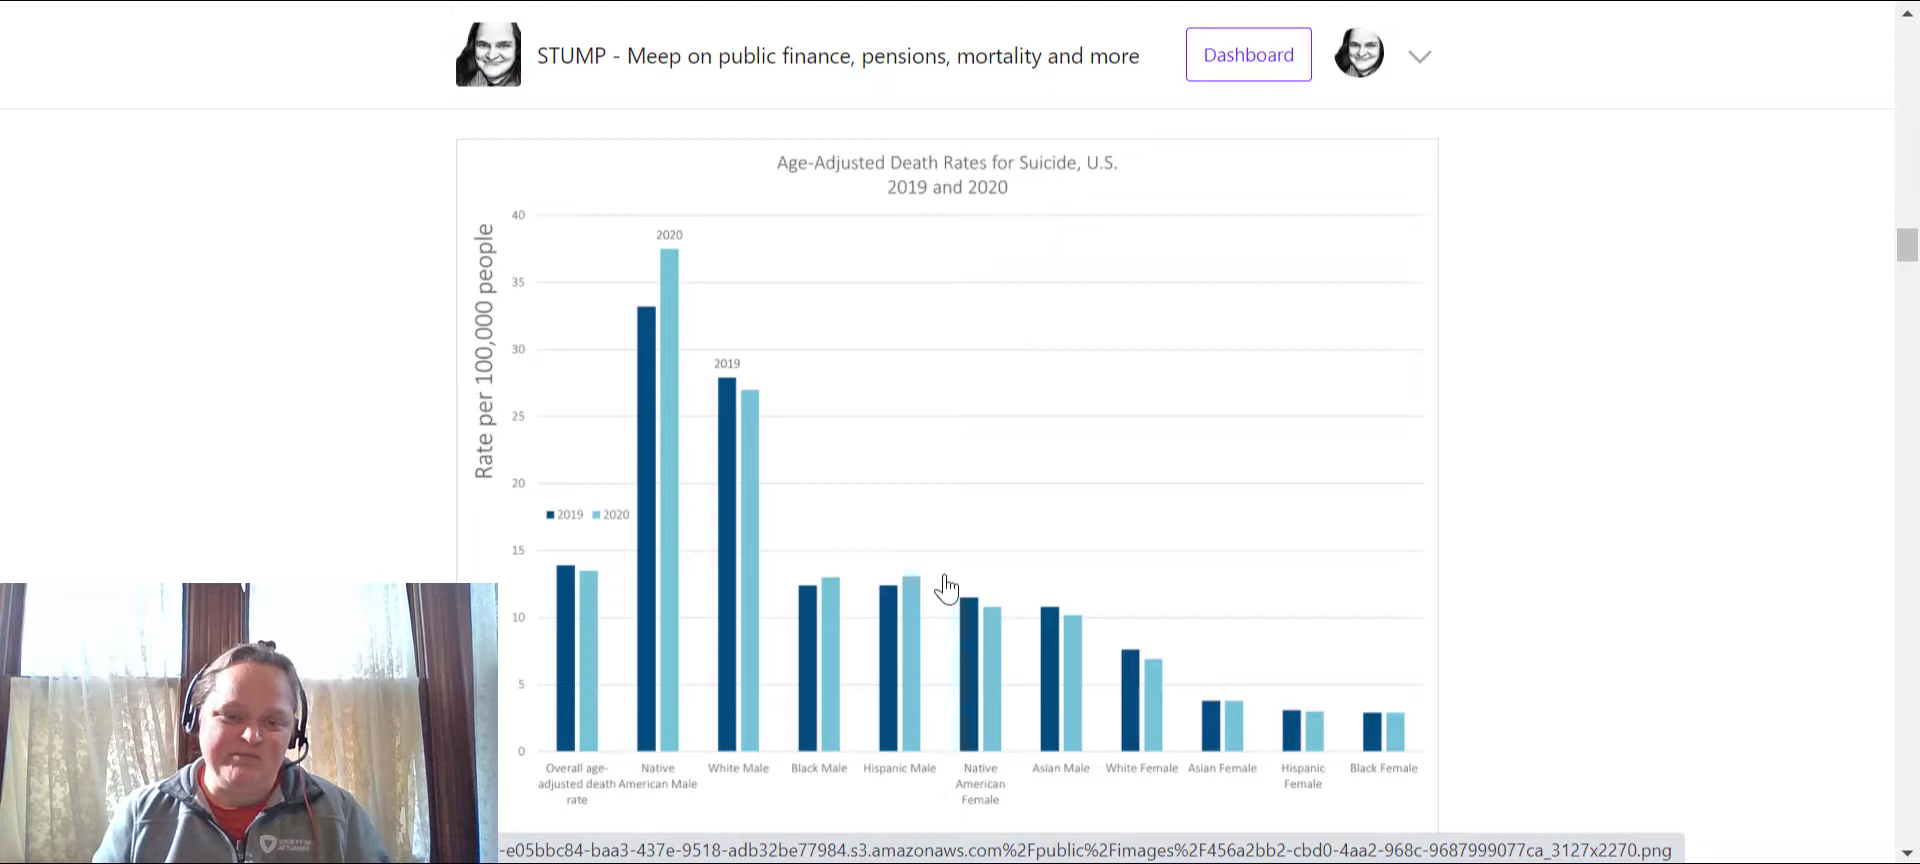 STUMP - Meep on public finance, pensions, mortality and more
Dashboard
Age-Adjusted Death Rates for Suicide, U.S.
2019 and 2020
Rate per 100,000 people
40
35
30
25
20
15
10
5
0
2020
2019
2019 2020
Overall age-adjusted death rate
Native American Male
White Male
Black Male
Hispanic Male
Native American Female
Asian Male
White Female
Asian Female
Hispanic Female
Black Female
SOCIETY OF
ACTUARIES
-e05bbc84-baa3-437e-9518-adb32be77984.s3.amazonaws.com%2Fpublic%2Fimages%2F456a2bb2-cbd0-4aa2-968c-9687999077ca_3127x2270.png